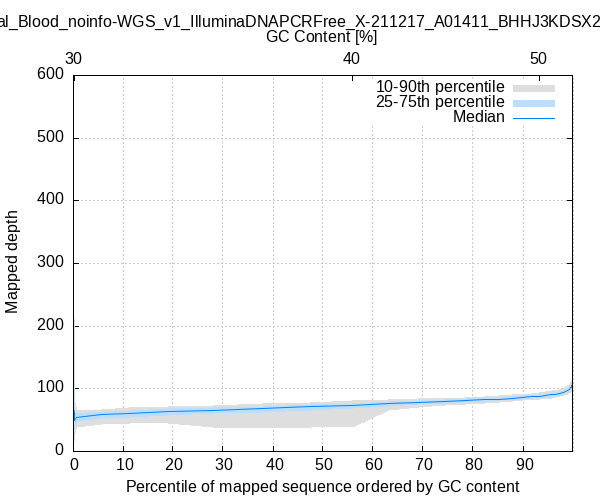 al_Blood_noinfo-WGS_v1_IlluminaDNAPCRFree_X-211217_A01411_BHHJ3KDSX2
GC Content [%]
30 40 50
600
500
400
300
200
100
0
Mapped depth
10-90th percentile
25-75th percentile
Median
0 10 20 30 40 50 60 70 80 90
Percentile of mapped sequence ordered by GC content